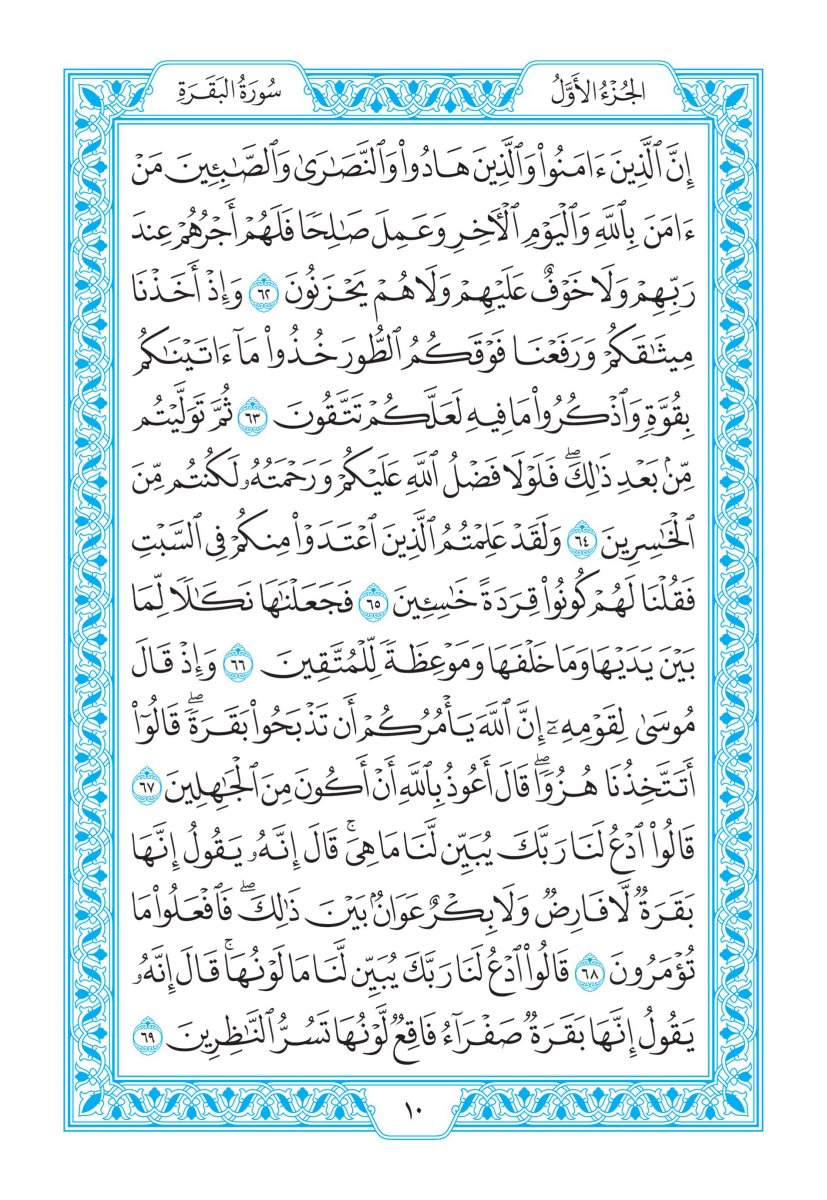 الجُزْءُ الأَوَّلُ
سُورَةُ البَقَرَةِ
إِنَّ ٱلَّذِينَ ءَامَنُواْ وَٱلَّذِينَ هَادُواْ وَٱلنَّصَٰرَىٰ وَٱلصَّٰبِـِٔينَ مَنْ
ءَامَنَ بِٱللَّهِ وَٱلْيَوْمِ ٱلْأٓخِرِ وَعَمِلَ صَٰلِحًا فَلَهُمْ أَجْرُهُمْ عِندَ
رَبِّهِمْ وَلَا خَوْفٌ عَلَيْهِمْ وَلَا هُمْ يَحْزَنُونَ ٦٢ وَإِذْ أَخَذْنَا
مِيثَٰقَكُمْ وَرَفَعْنَا فَوْقَكُمُ ٱلطُّورَ خُذُواْ مَآ ءَاتَيْنَٰكُم
بِقُوَّةٍ وَٱذْكُرُواْ مَا فِيهِ لَعَلَّكُمْ تَتَّقُونَ ٦٣ ثُمَّ تَوَلَّيْتُم
مِّنۢ بَعْدِ ذَٰلِكَۖ فَلَوْلَا فَضْلُ ٱللَّهِ عَلَيْكُمْ وَرَحْمَتُهُۥ لَكُنتُم مِّنَ
ٱلْخَٰسِرِينَ ٦٤ وَلَقَدْ عَلِمْتُمُ ٱلَّذِينَ ٱعْتَدَوْاْ مِنكُمْ فِي ٱلسَّبْتِ
فَقُلْنَا لَهُمْ كُونُواْ قِرَدَةً خَٰسِـِٔينَ ٦٥ فَجَعَلْنَٰهَا نَكَٰلًا لِّمَا
بَيْنَ يَدَيْهَا وَمَا خَلْفَهَا وَمَوْعِظَةً لِّلْمُتَّقِينَ ٦٦ وَإِذْ قَالَ
مُوسَىٰ لِقَوْمِهِۦٓ إِنَّ ٱللَّهَ يَأْمُرُكُمْ أَن تَذْبَحُواْ بَقَرَةًۖ قَالُوٓاْ
أَتَتَّخِذُنَا هُزُوًاۖ قَالَ أَعُوذُ بِٱللَّهِ أَنْ أَكُونَ مِنَ ٱلْجَٰهِلِينَ ٦٧
قَالُواْ ٱدْعُ لَنَا رَبَّكَ يُبَيِّن لَّنَا مَا هِيَۚ قَالَ إِنَّهُۥ يَقُولُ إِنَّهَا
بَقَرَةٌ لَّا فَارِضٌ وَلَا بِكْرٌ عَوَانٌۢ بَيْنَ ذَٰلِكَۖ فَٱفْعَلُواْ مَا
تُؤْمَرُونَ ٦٨ قَالُواْ ٱدْعُ لَنَا رَبَّكَ يُبَيِّن لَّنَا مَا لَوْنُهَاۚ قَالَ إِنَّهُۥ
يَقُولُ إِنَّهَا بَقَرَةٌ صَفْرَآءُ فَاقِعٌ لَّوْنُهَا تَسُرُّ ٱلنَّٰظِرِينَ ٦٩
١٠